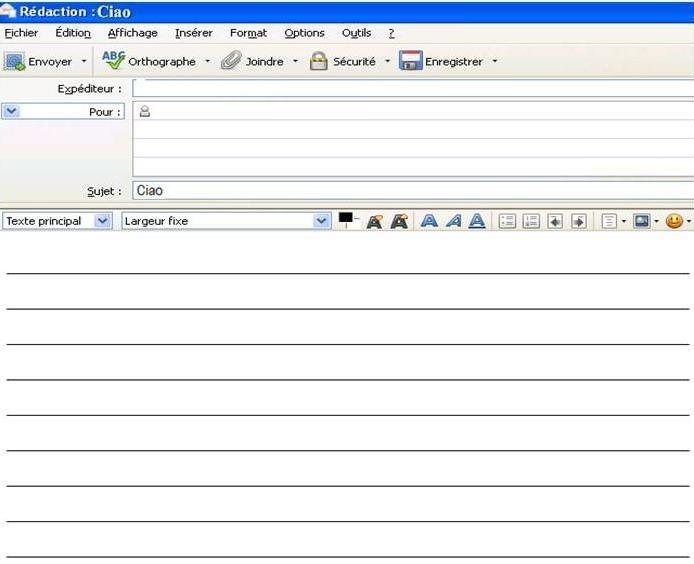 Rédaction : Ciao
Fichier Édition Affichage Insérer Format Options Outils ?
Envoyer ABC Orthographe Joindre Sécurité Enregistrer
Expéditeur :
Pour :
Sujet : Ciao
Texte principal Largeur fixe A A A A A